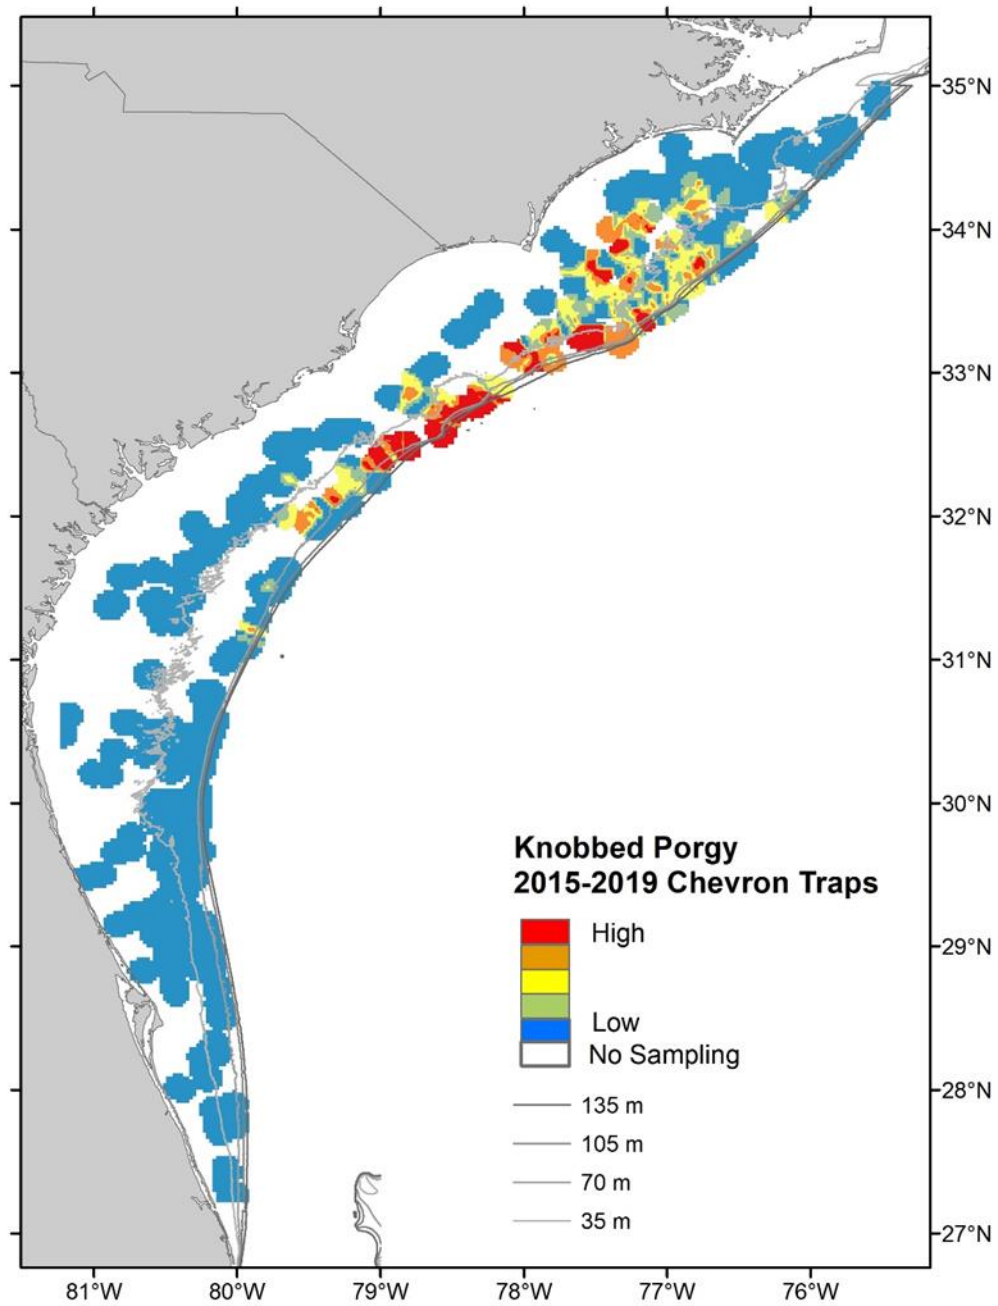 35°N
34°N
33°N
32°N
31°N
30°N
Knobbed Porgy
2015-2019 Chevron Traps
High
29°N
Low
No Sampling
28°N
135 m
105 m
70 m
35 m
27°N
81°W 80°W 79°W 78°W 77°W 76°W